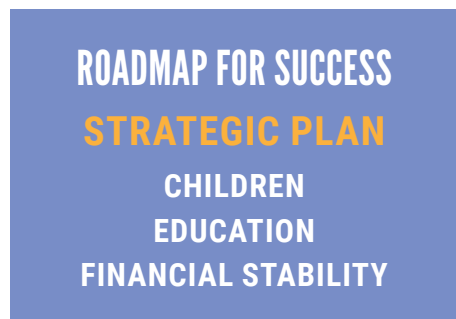 ROADMAP FOR SUCCESS
STRATEGIC PLAN
CHILDREN
EDUCATION
FINANCIAL STABILITY